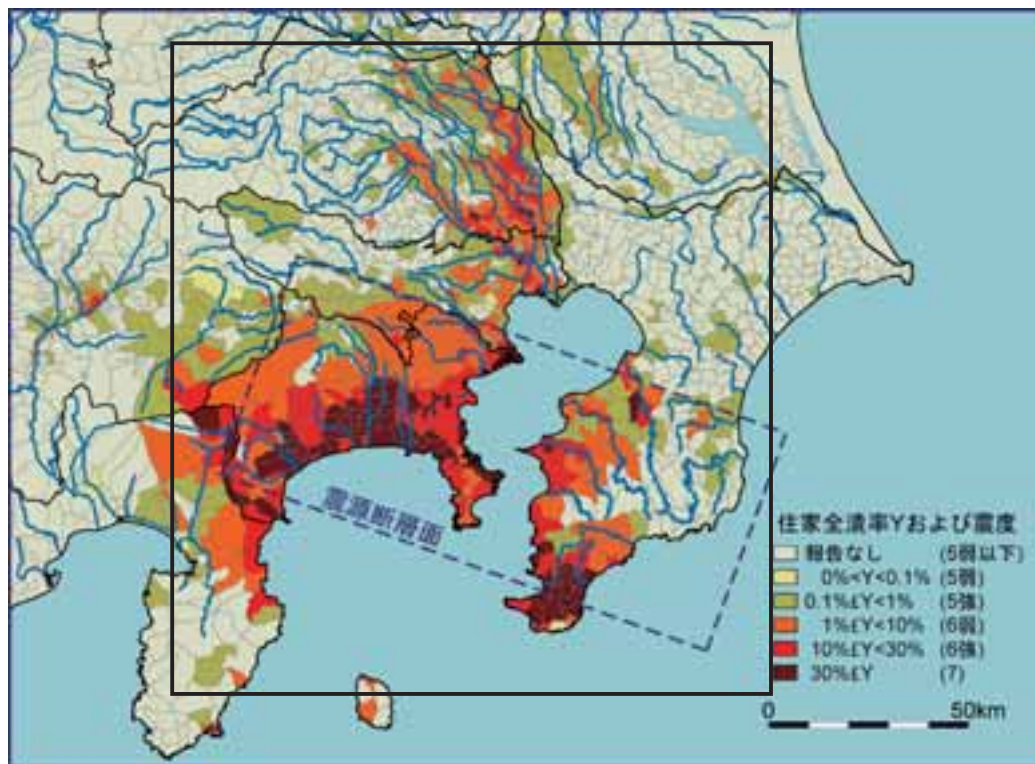 震源断層面
住家全潰率Yおよび震度
報告なし (5弱以下)
0%<Y<0.1% (5弱)
0.1%£Y<1% (5強)
1%£Y<10% (6弱)
10%£Y<30% (6強)
30%£Y (7)
0 50km